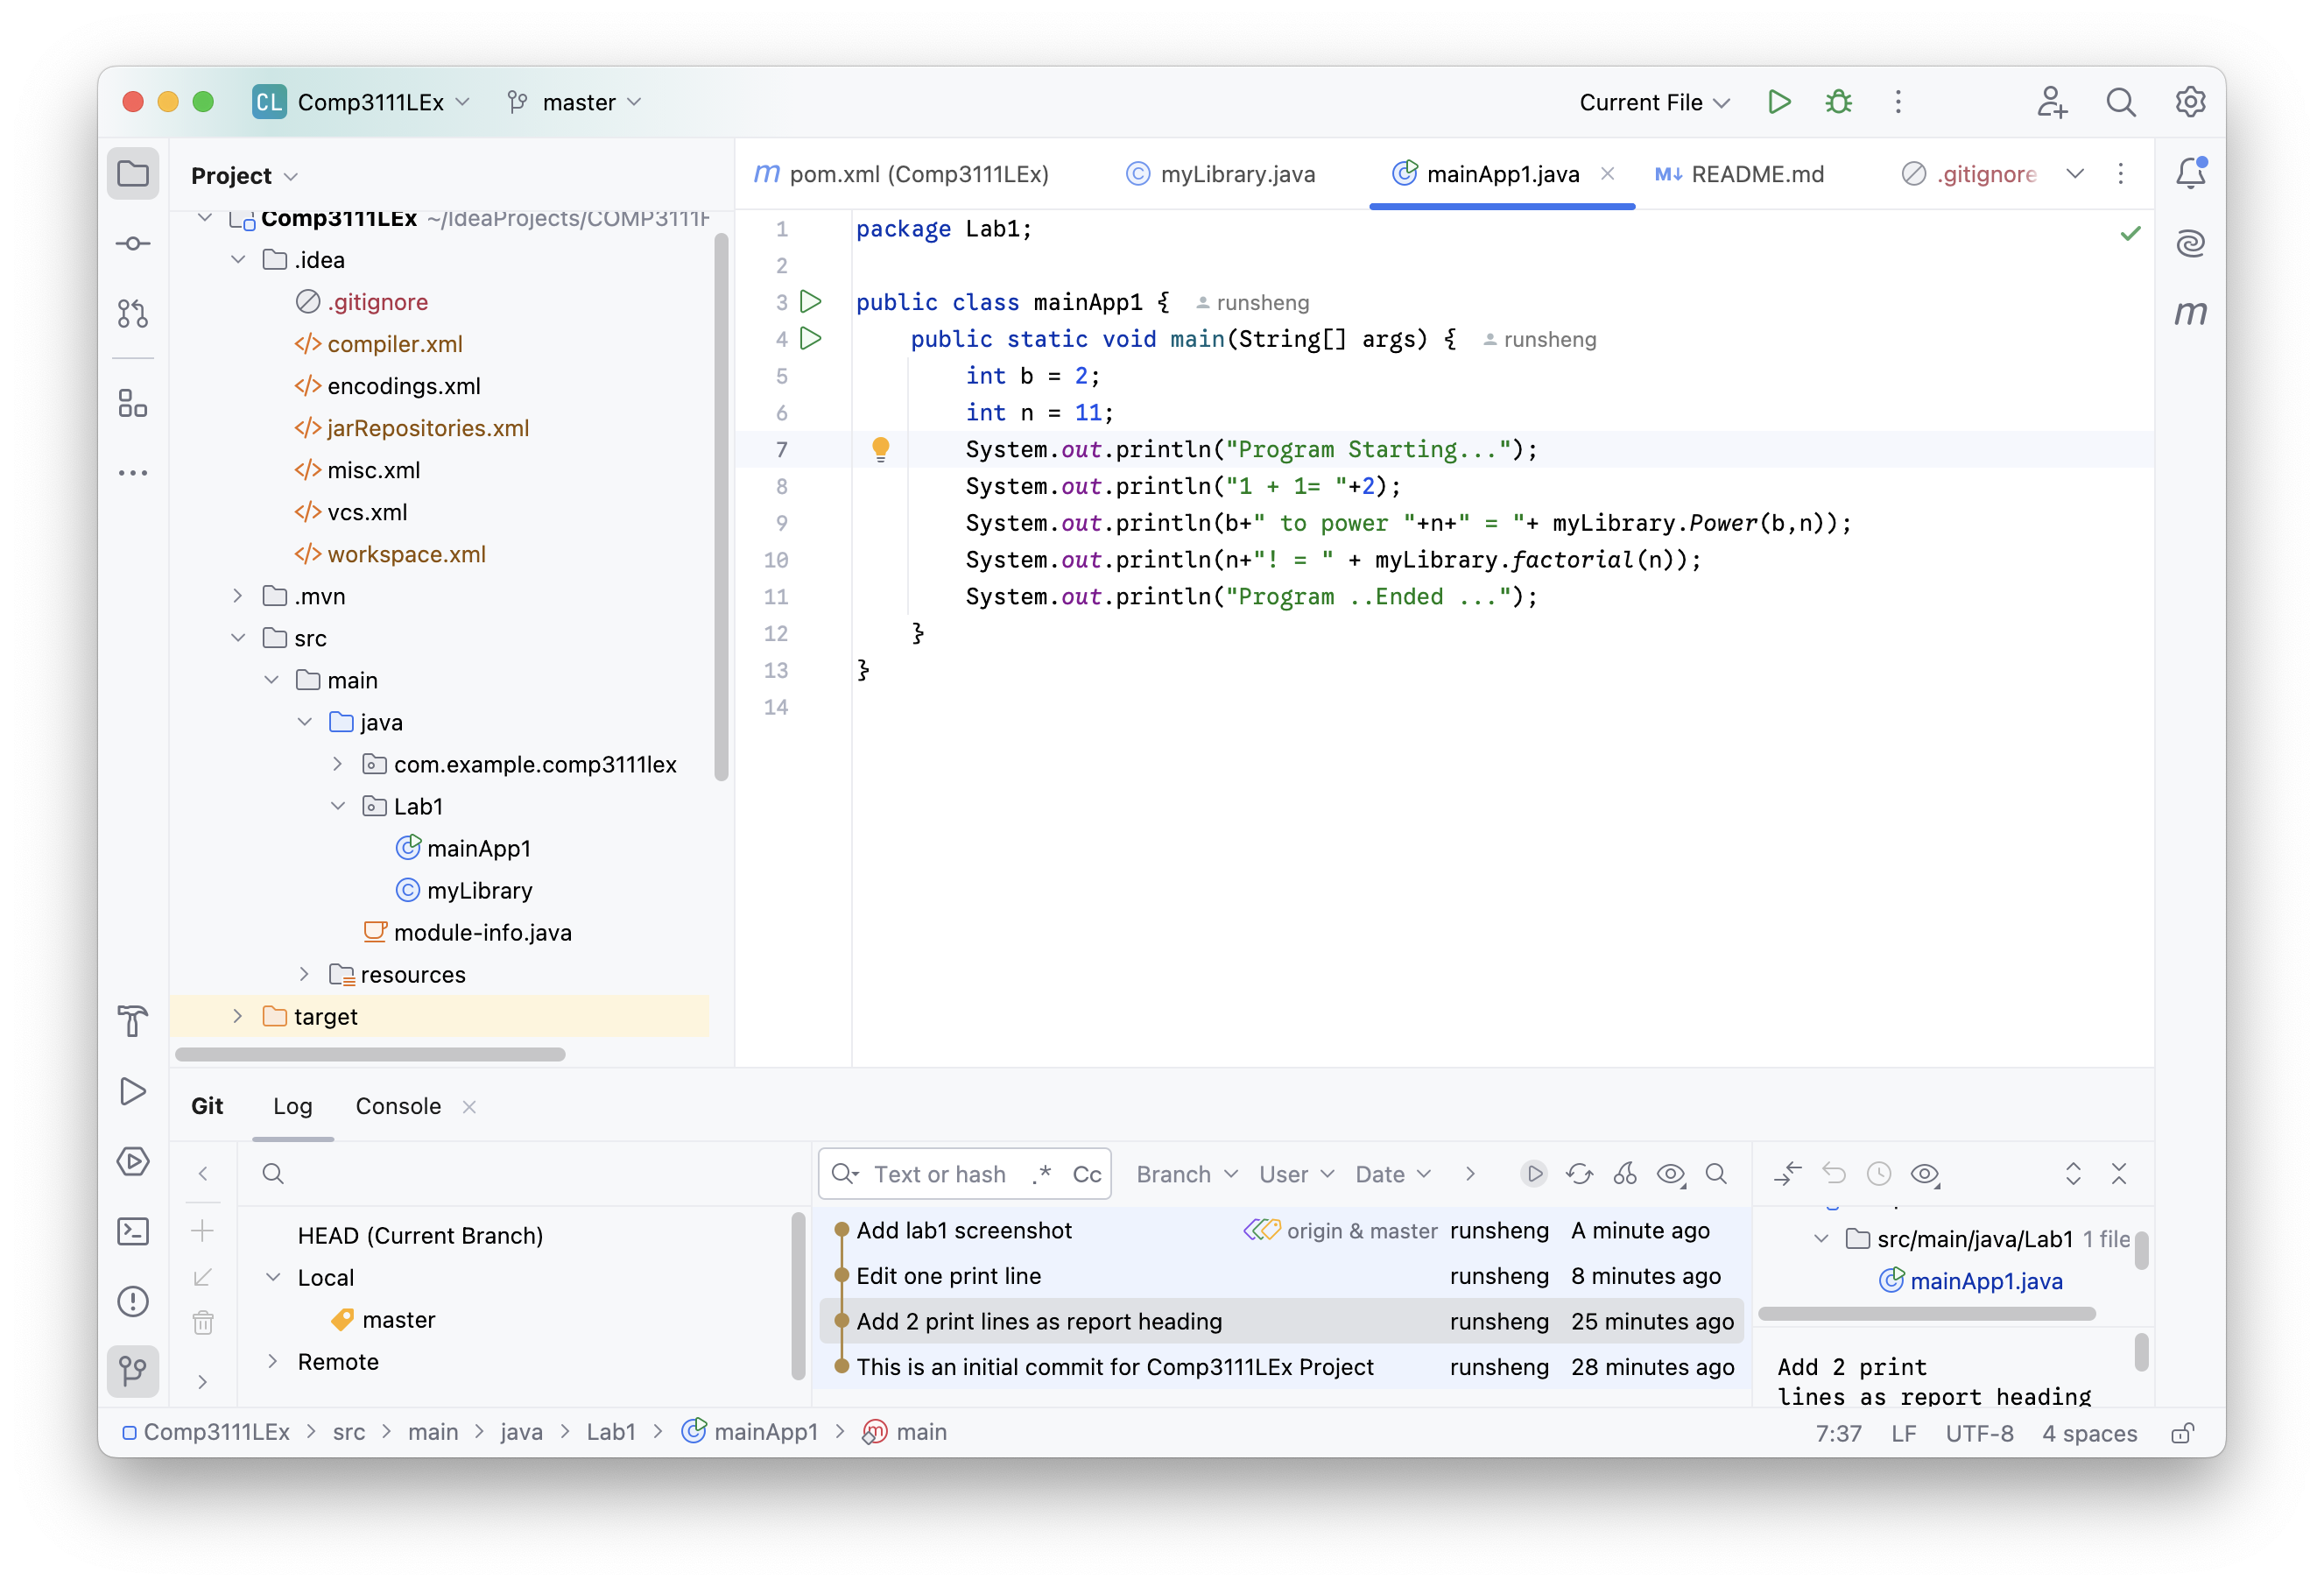 CL Comp3111LEx master Current File
Project
pom.xml (Comp3111LEx) myLibrary.java mainApp1.java README.md .gitignore
Comp3111LEx ~/IdeaProjects/COMP3111F
.idea
.gitignore
compiler.xml
encodings.xml
jarRepositories.xml
misc.xml
vcs.xml
workspace.xml
.mvn
src
main
java
com.example.comp3111lex
Lab1
mainApp1
myLibrary
module-info.java
resources
target
1 package Lab1;
2
3 public class mainApp1 { runsheng
4 public static void main(String[] args) { runsheng
5 int b = 2;
6 int n = 11;
7 System.out.println("Program Starting...");
8 System.out.println("1 + 1= "+2);
9 System.out.println(b+" to power "+n+" = "+ myLibrary.Power(b,n));
10 System.out.println(n+"! = " + myLibrary.factorial(n));
11 System.out.println("Program ..Ended ...");
12 }
13 }
14
Git Log Console
HEAD (Current Branch)
Local
master
Remote
Text or hash .* Cc Branch User Date
Add lab1 screenshot origin & master runsheng A minute ago
Edit one print line runsheng 8 minutes ago
Add 2 print lines as report heading runsheng 25 minutes ago
This is an initial commit for Comp3111LEx Project runsheng 28 minutes ago
src/main/java/Lab1 1 file
mainApp1.java
Add 2 print
lines as report heading
Comp3111LEx > src > main > java > Lab1 > mainApp1 > main 7:37 LF UTF-8 4 spaces